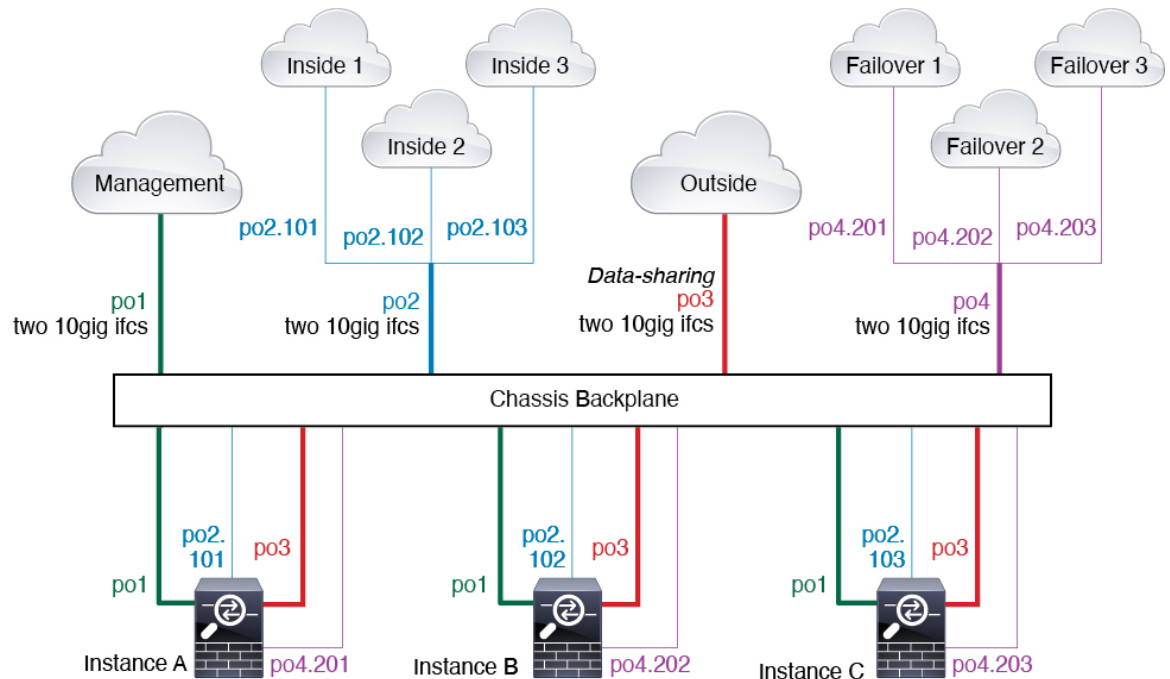 Inside 1
Inside 3
Failover 1
Failover 3
Inside 2
Failover 2
Management
Outside
po2.101
po2.102
po2.103
po4.201
po4.202
po4.203
po1
two 10gig ifcs
po2
two 10gig ifcs
Data-sharing
po3
two 10gig ifcs
po4
two 10gig ifcs
Chassis Backplane
po2.
101
po3
po1
Instance A
po4.201
po2.
102
po3
po1
Instance B
po4.202
po2.
103
po3
po1
Instance C
po4.203